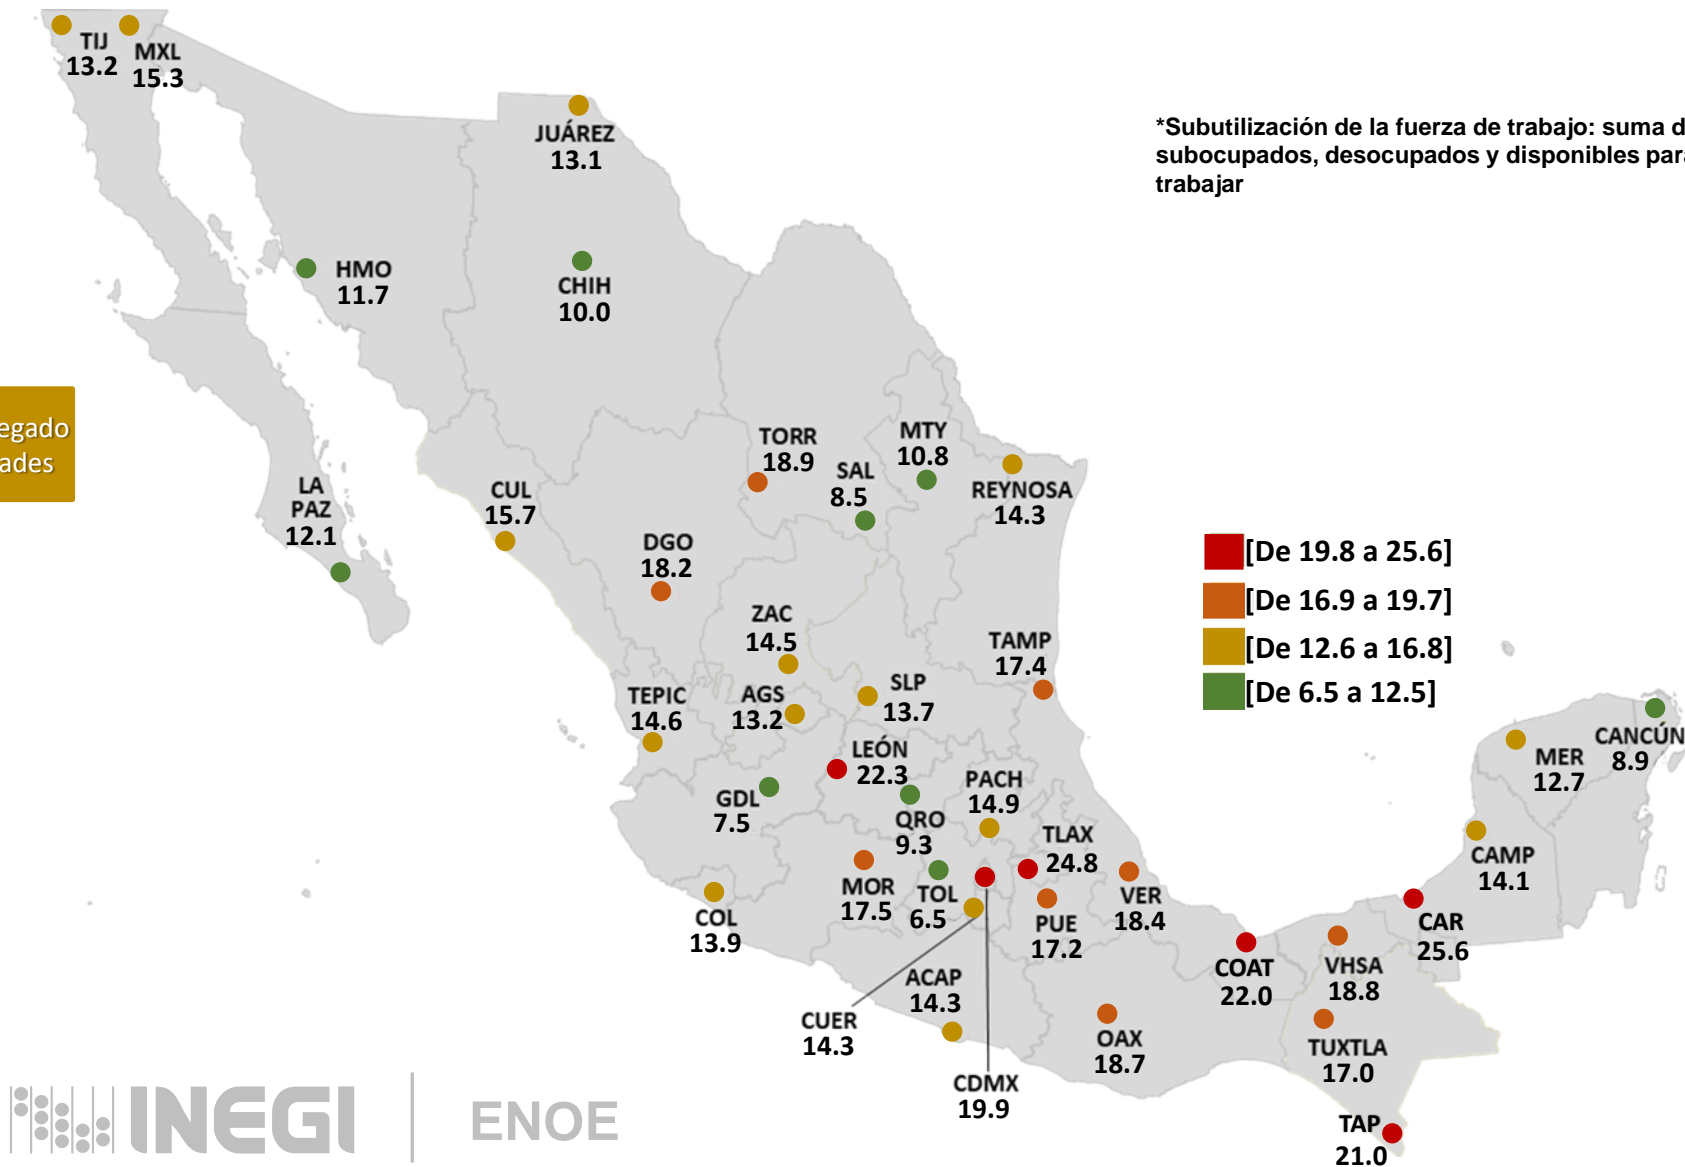 TIJ
13.2
MXL
15.3
JUÁREZ
13.1
*Subutilización de la fuerza de trabajo: suma d
subocupados, desocupados y disponibles para
trabajar
HMO
11.7
CHIH
10.0
egado
ades
LA
PAZ
12.1
CUL
15.7
TORR
18.9
SAL
8.5
MTY
10.8
REYNOSA
14.3
DGO
18.2
[De 19.8 a 25.6]
[De 16.9 a 19.7]
[De 12.6 a 16.8]
[De 6.5 a 12.5]
ZAC
14.5
TAMP
17.4
TEPIC
14.6
AGS
13.2
SLP
13.7
LEÓN
22.3
PACH
14.9
MER
12.7
CANCÚN
8.9
GDL
7.5
QRO
9.3
TLAX
24.8
CAMP
14.1
MOR
17.5
TOL
6.5
COL
13.9
PUE
17.2
VER
18.4
CAR
25.6
COAT
22.0
VHSA
18.8
ACAP
14.3
CUER
14.3
OAX
18.7
TUXTLA
17.0
CDMX
19.9
TAP
21.0
INEGI
ENOE